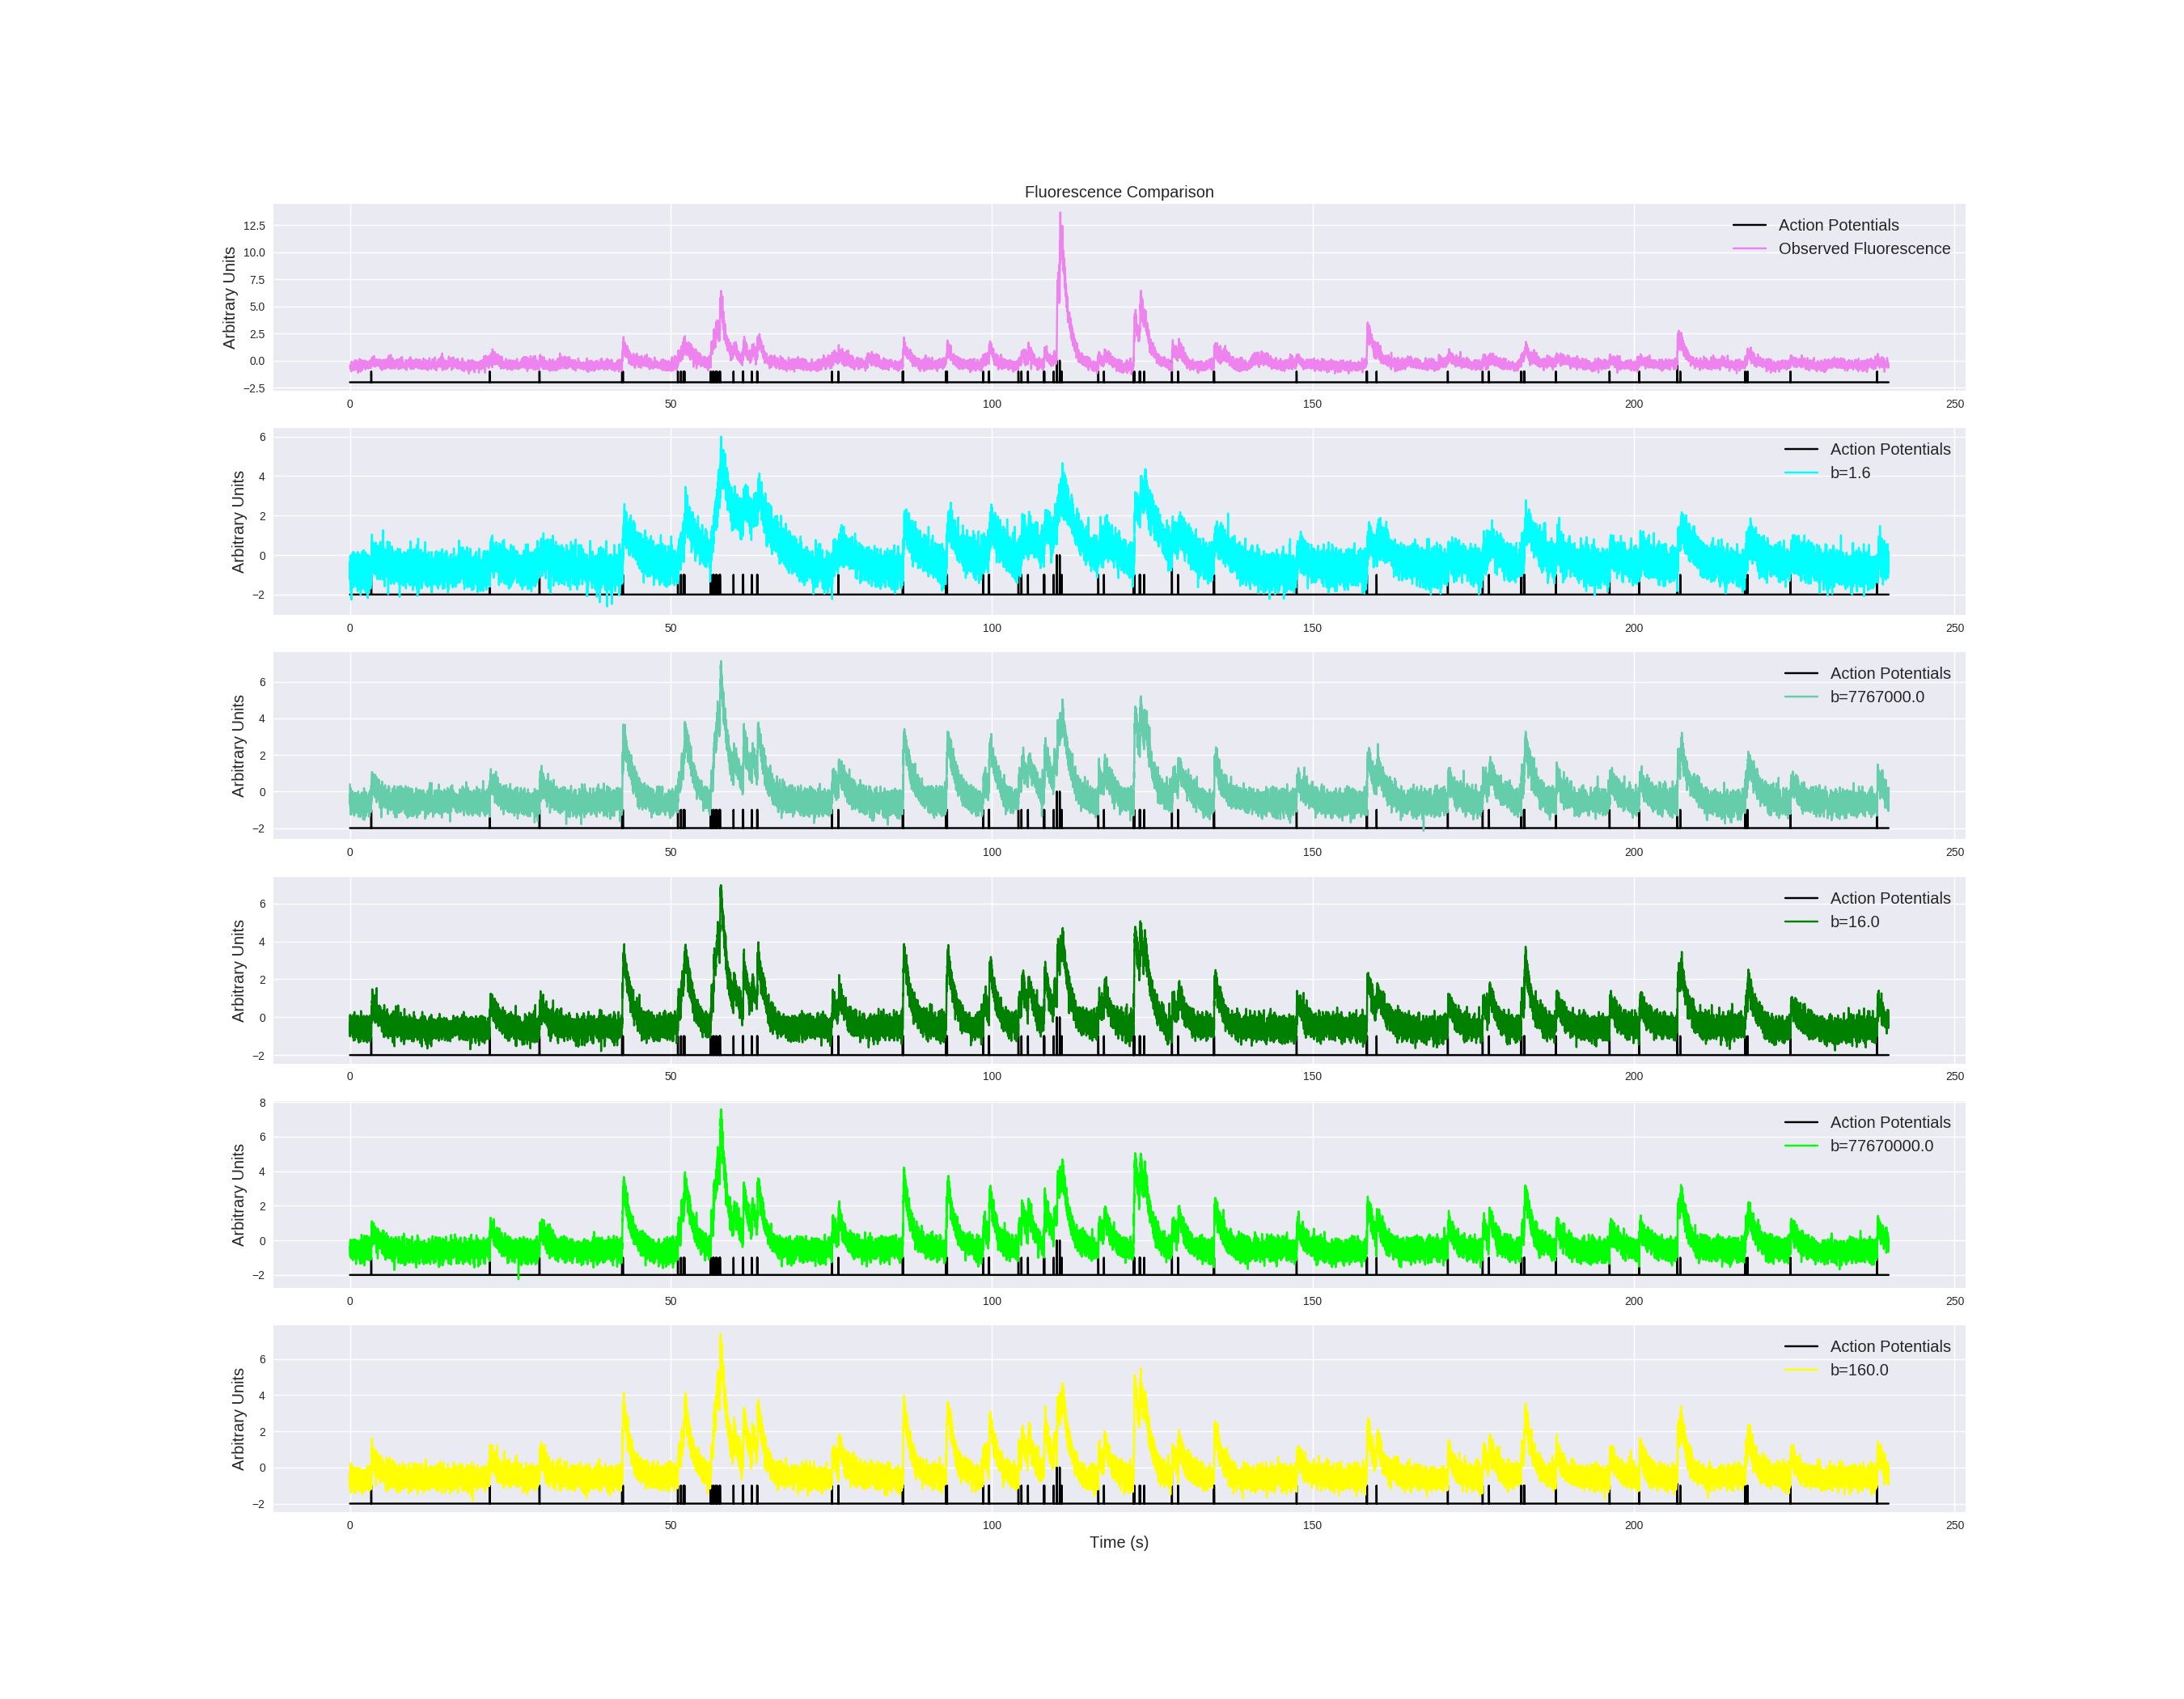 Fluorescence Comparison
Arbitrary Units
12.5
10.0
7.5
5.0
2.5
0.0
−2.5
Action Potentials
Observed Fluorescence
0 50 100 150 200 250
Arbitrary Units
6
4
2
0
−2
Action Potentials
b=1.6
0 50 100 150 200 250
Arbitrary Units
6
4
2
0
−2
Action Potentials
b=7767000.0
0 50 100 150 200 250
Arbitrary Units
6
4
2
0
−2
Action Potentials
b=16.0
0 50 100 150 200 250
Arbitrary Units
8
6
4
2
0
−2
Action Potentials
b=77670000.0
0 50 100 150 200 250
Arbitrary Units
6
4
2
0
−2
Action Potentials
b=160.0
0 50 100 150 200 250
Time (s)